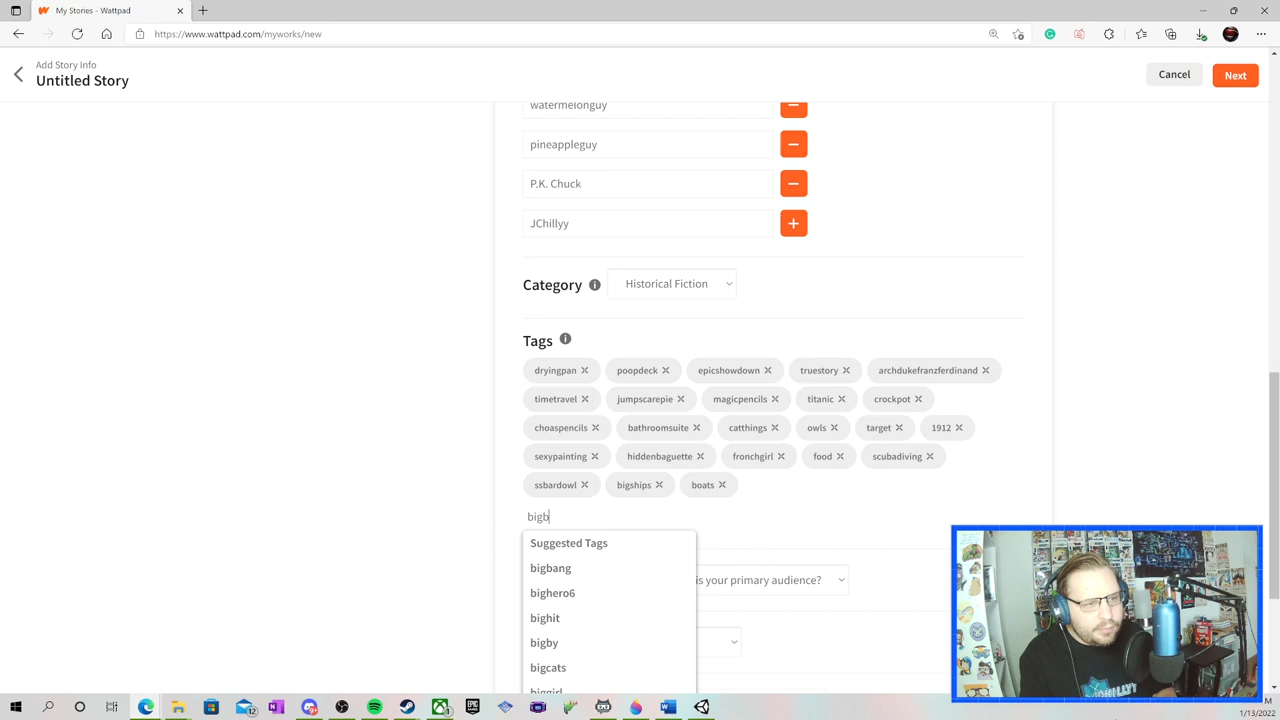 My Stories - Wattpad
https://www.wattpad.com/myworks/new
Add Story Info
Untitled Story
Cancel
Next
watermelonguy
pineappleguy
P.K. Chuck
JChillyy
Category
Historical Fiction
Tags
dryingpan
poopdeck
epicshowdown
truestory
archdukefranzferdinand
timetravel
jumpscarepie
magicpencils
titanic
crockpot
choaspencils
bathroomsuite
catthings
owls
target
1912
sexypainting
hiddenbaguette
fronchgirl
food
scubadiving
ssbardowl
bigships
boats
bigb
Suggested Tags
bigbang
bighero6
bighit
bigby
bigcats
biggirl
is your primary audience?
12
EPIC
M
1/13/2022